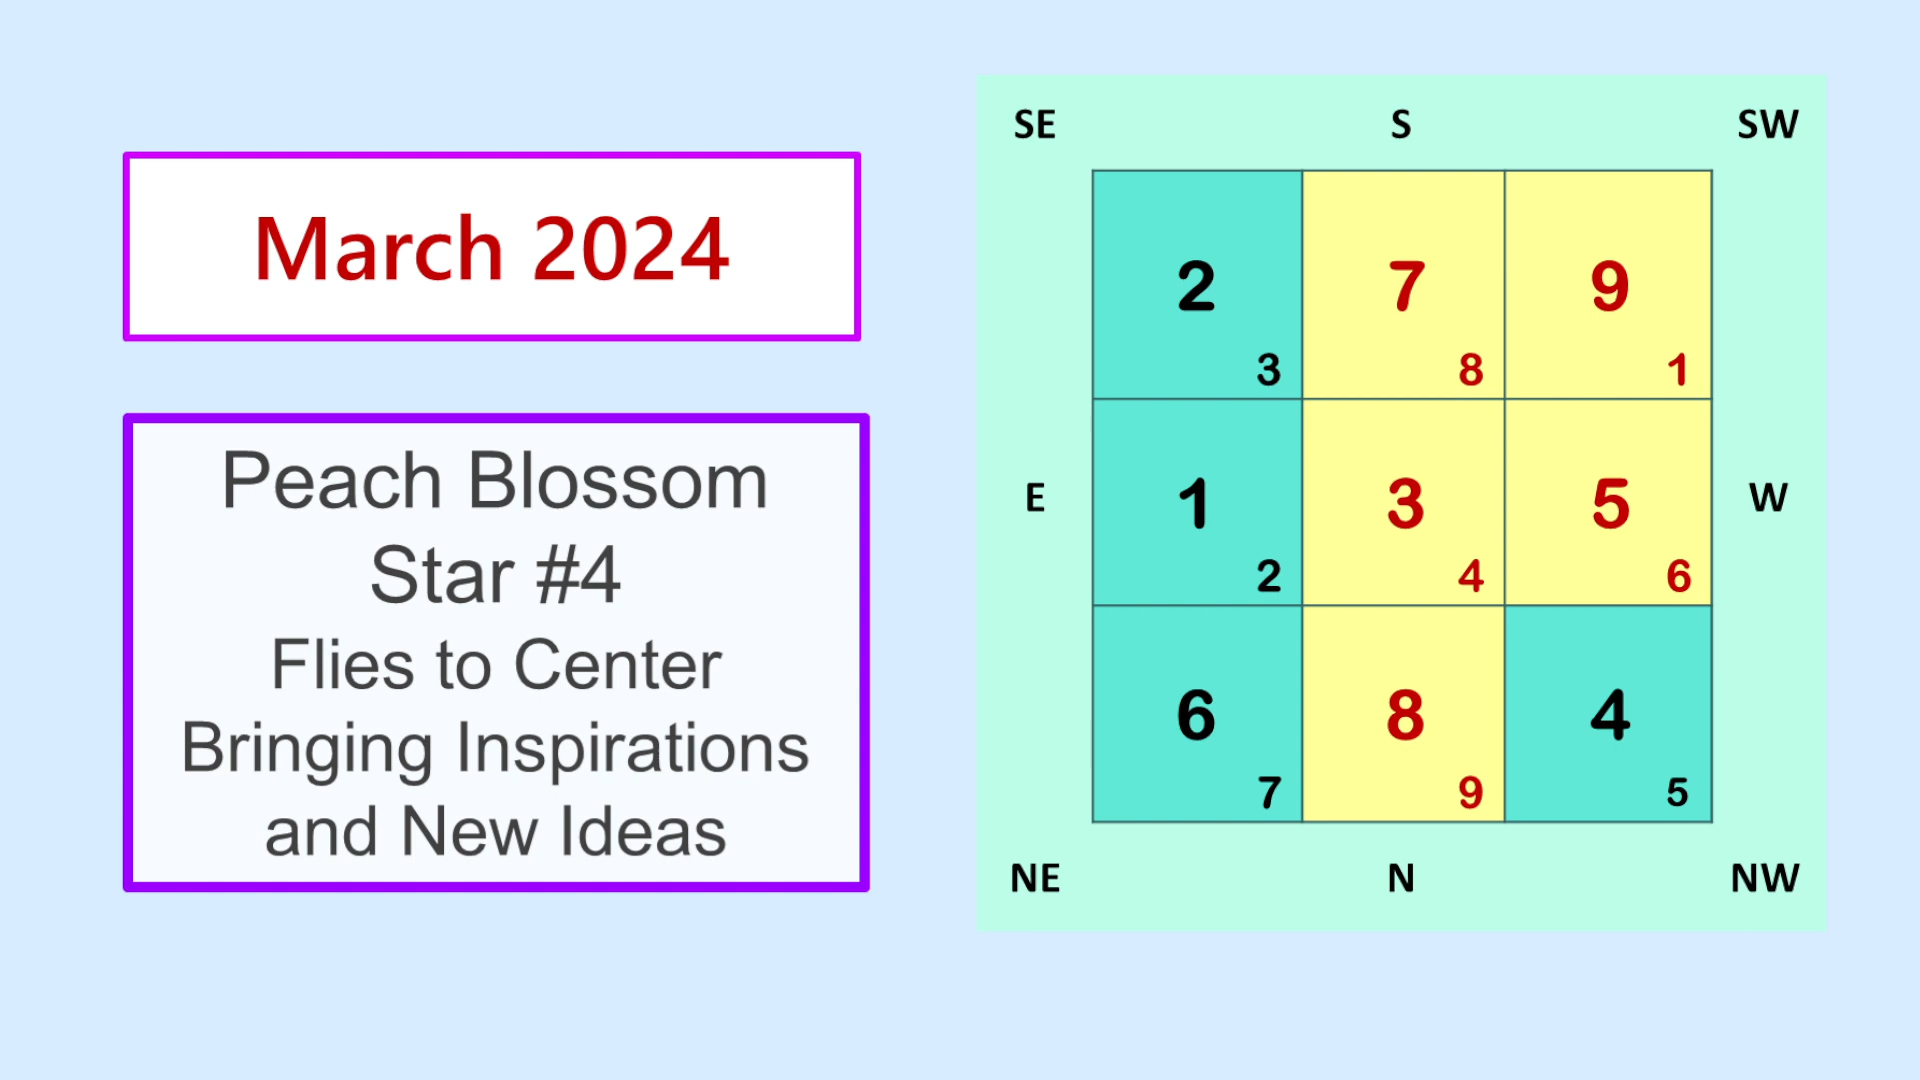 March 2024
Peach Blossom
Star #4
Flies to Center
Bringing Inspirations
and New Ideas
SE S SW
2 7 9
3 8 1
E 1 3 5 W
2 4 6
6 8 4
7 9 5
NE N NW